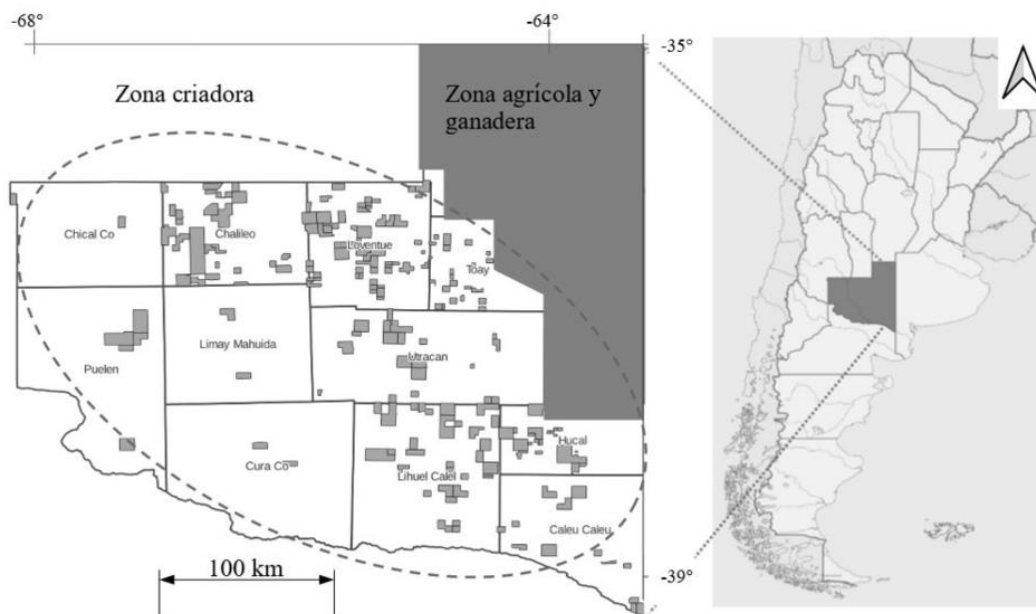 -68°
-64°
-35°
Zona criadora
Zona agrícola y
ganadera
Chical Co
Chalileo
Loventue
Toay
Puelen
Limay Mahuida
Utracan
Cura Co
Lihuel Calel
Hucal
Caleu Caleu
100 km
-39°